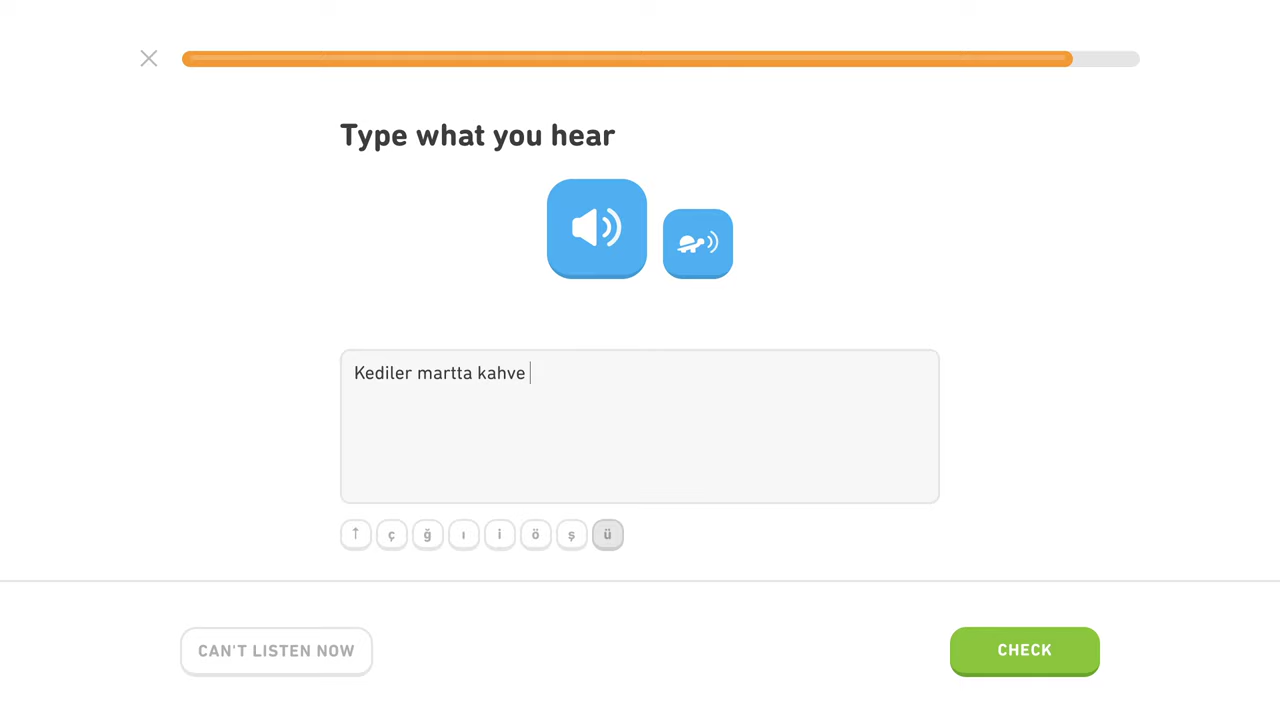 Type what you hear
Kediler martta kahve
↑ ç ğ ı i ö ş ü
CAN'T LISTEN NOW
CHECK